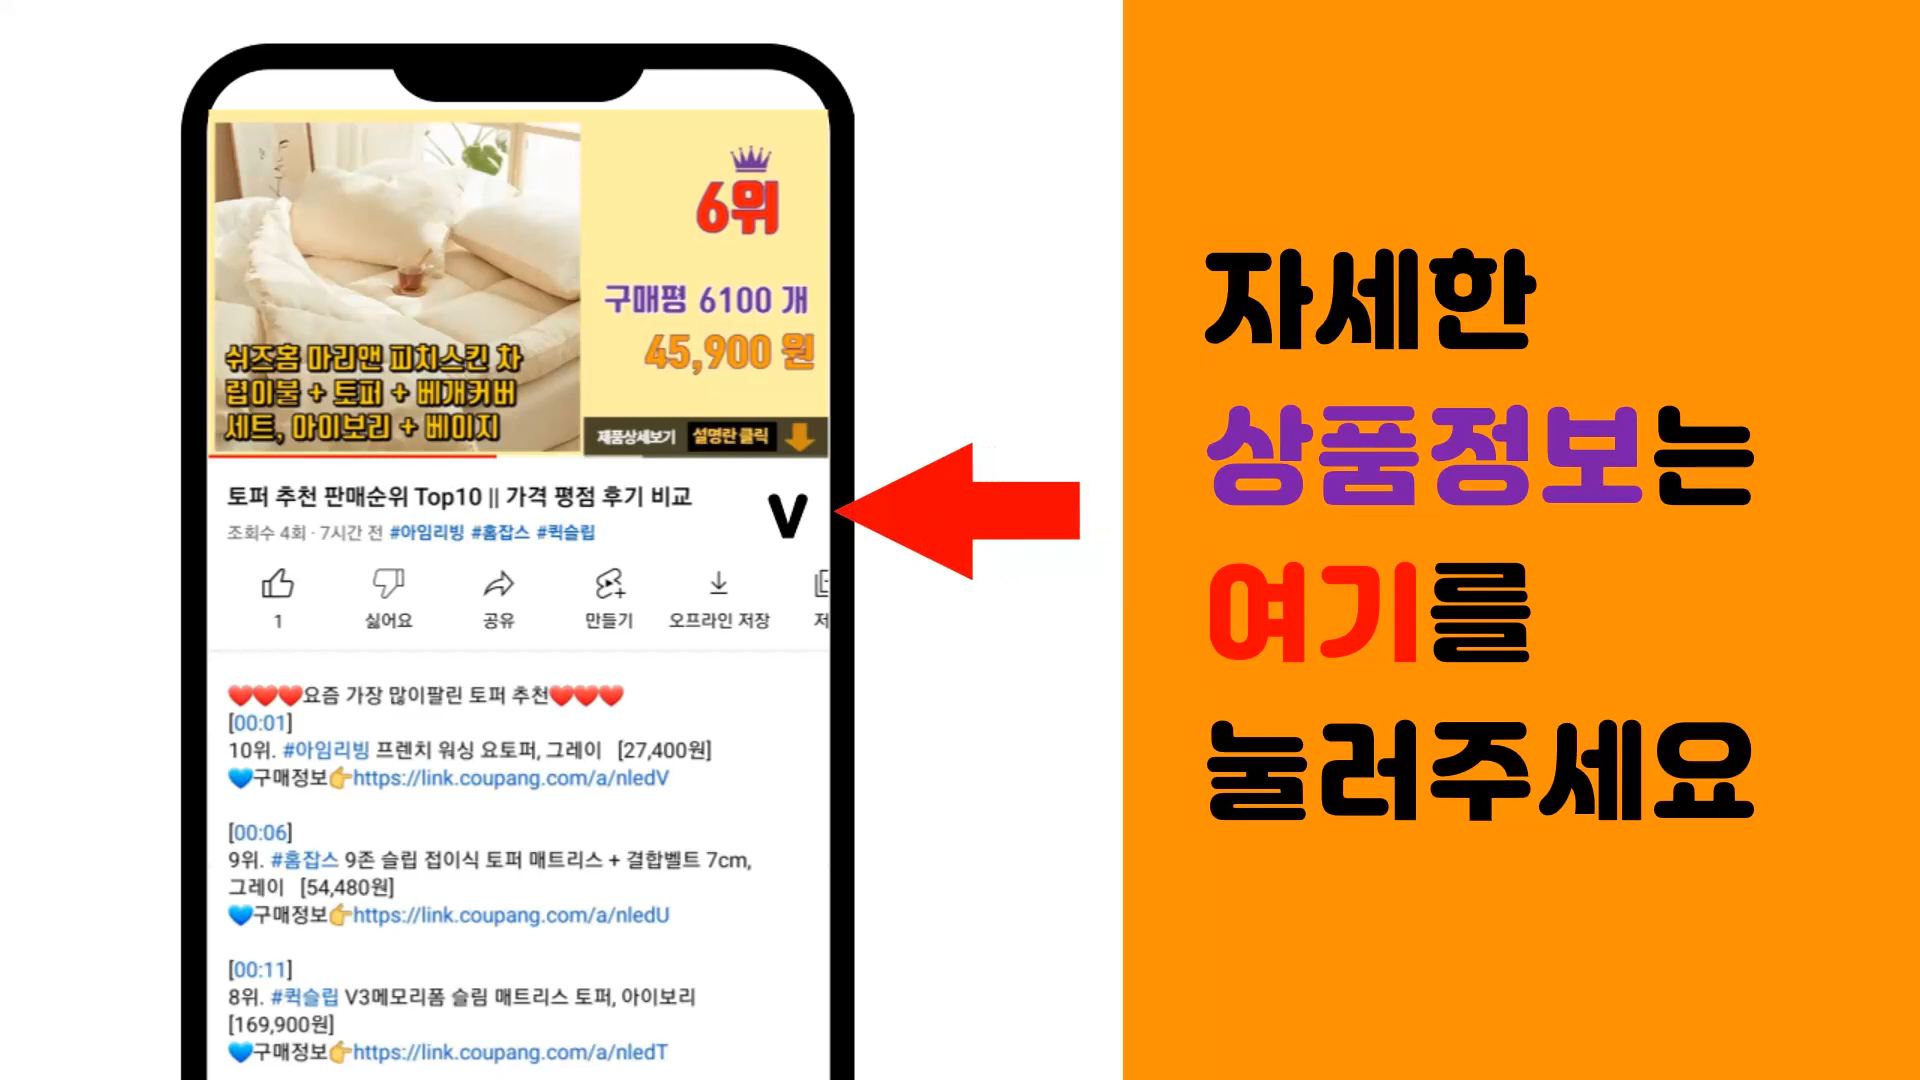 6위
구매평 6100 개
45,900 원
쉬즈홈 마리앤 피치스킨 차
렵이불 + 토퍼 + 베개커버
세트, 아이보리 + 베이지
제품상세보기 설명란 클릭
토퍼 추천 판매순위 Top10 || 가격 평점 후기 비교
V
조회수 4회 · 7시간 전 #아임리빙 #홈잡스 #퀵슬립
1 싫어요 공유 만들기 오프라인 저장 저
❤️❤️❤️요즘 가장 많이팔린 토퍼 추천❤️❤️❤️
[00:01]
10위. #아임리빙 프렌치 워싱 요토퍼, 그레이 [27,400원]
💙구매정보👉https://link.coupang.com/a/nledV
[00:06]
9위. #홈잡스 9존 슬립 접이식 토퍼 매트리스 + 결합벨트 7cm,
그레이 [54,480원]
💙구매정보👉https://link.coupang.com/a/nledU
[00:11]
8위. #퀵슬립 V3메모리폼 슬림 매트리스 토퍼, 아이보리
[169,900원]
💙구매정보👉https://link.coupang.com/a/nledT
자세한
상품정보는
여기를
눌러주세요